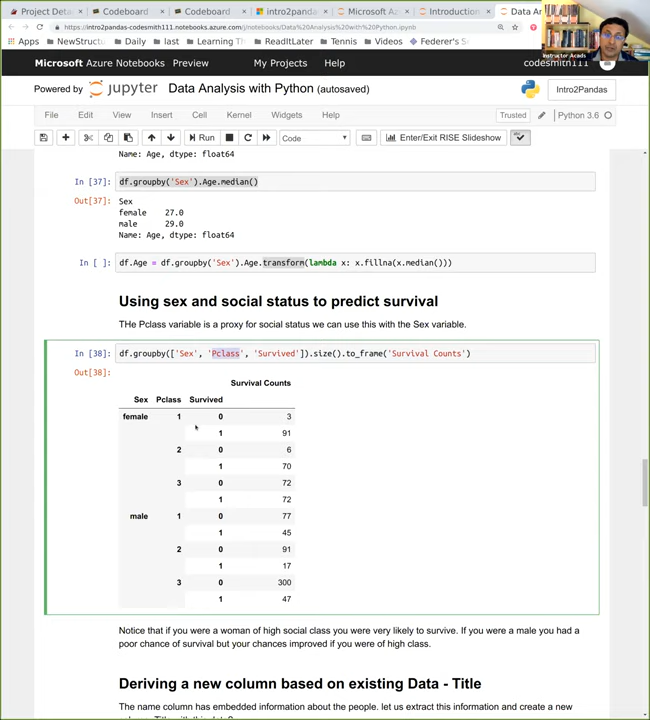 Project Deta
Codeboard
Codeboard
intro2pandas
Microsoft Az
Introduction
Data An
https://intro2pandas-codesmith111.notebooks.azure.com/j/notebooks/Data%20Analysis%20with%20Python.ipynb
Apps
NewStructu
Daily
last
Learning
ReadItLater
Tennis
Videos
Federer's
Instructor Acads
Microsoft Azure Notebooks
Preview
My Projects
Help
codesmith111
Powered by
jupyter
Data Analysis with Python (autosaved)
Intro2Pandas
File
Edit
View
Insert
Cell
Kernel
Widgets
Help
Trusted
Python 3.6
Run
Code
Enter/Exit RISE Slideshow
Name: Age, dtype: float64
In [37]
df.groupby('Sex').Age.median()
Out[37]:
Sex
female 27.0
male 29.0
Name: Age, dtype: float64
In [ ]:
df.Age = df.groupby('Sex').Age.transform(lambda x: x.fillna(x.median()))
Using sex and social status to predict survival
THe Pclass variable is a proxy for social status we can use this with the Sex variable.
In [38]
df.groupby(['Sex', 'Pclass', 'Survived']).size().to_frame('Survival Counts')
Out[38]:
Survival Counts
Sex Pclass Survived
female 1 0 3
1 91
2 0 6
1 70
3 0 72
1 72
male 1 0 77
1 45
2 0 91
1 17
3 0 300
1 47
Notice that if you were a woman of high social class you were very likely to survive. If you were a male you had a
poor chance of survival but your chances improved if you were of high class.
Deriving a new column based on existing Data - Title
The name column has embedded information about the people. let us extract this information and create a new